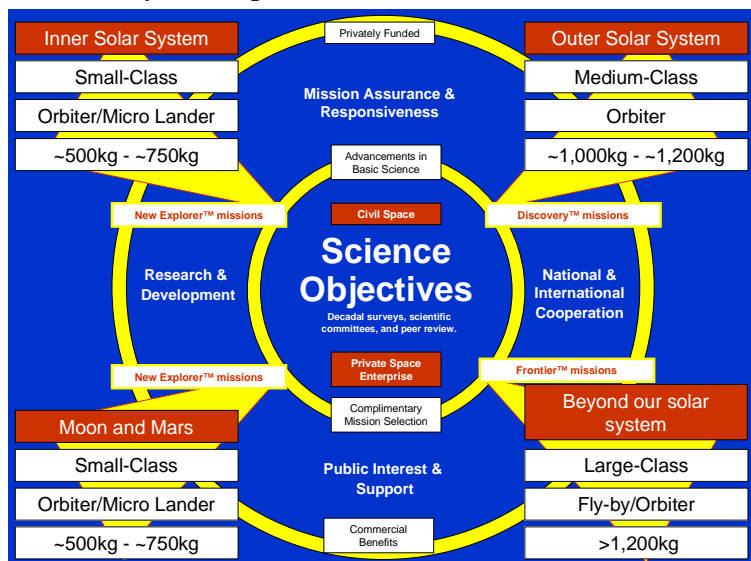 Inner Solar System
Small-Class
Orbiter/Micro Lander
~500kg - ~750kg
Privately Funded
Mission Assurance &
Responsiveness
Advancements in
Basic Science
Outer Solar System
Medium-Class
Orbiter
~1,000kg - ~1,200kg
New Explorer™ missions
Civil Space
Discovery™ missions
Research &
Development
Science
Objectives
Decadal surveys, scientific
committees, and peer review.
National &
International
Cooperation
New Explorer™ missions
Private Space
Enterprise
Frontier™ missions
Complimentary
Mission Selection
Moon and Mars
Small-Class
Orbiter/Micro Lander
~500kg - ~750kg
Public Interest &
Support
Commercial
Benefits
Beyond our solar
system
Large-Class
Fly-by/Orbiter
>1,200kg